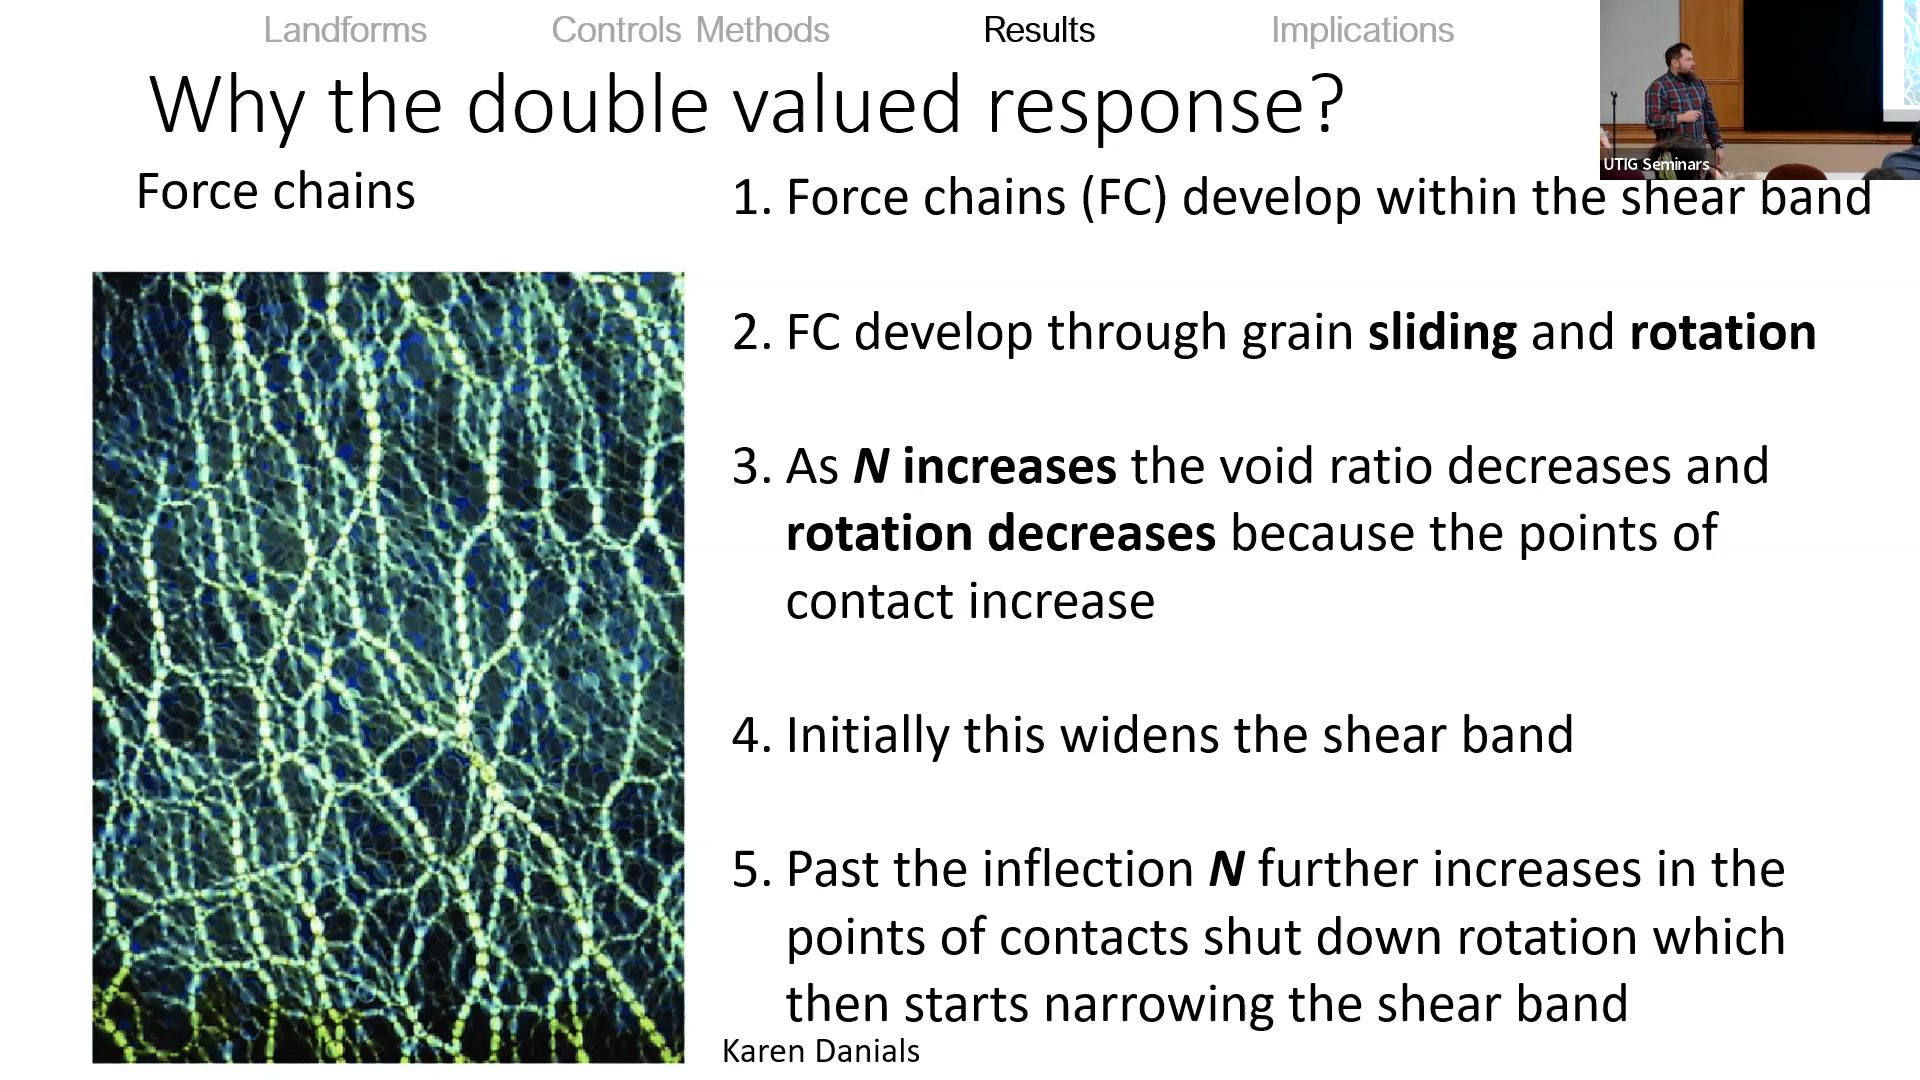 Landforms Controls Methods Results Implications
Why the double valued response?
UTIG Seminars
Force chains
1. Force chains (FC) develop within the shear band
2. FC develop through grain sliding and rotation
3. As N increases the void ratio decreases and
rotation decreases because the points of
contact increase
4. Initially this widens the shear band
5. Past the inflection N further increases in the
points of contacts shut down rotation which
then starts narrowing the shear band
Karen Danials